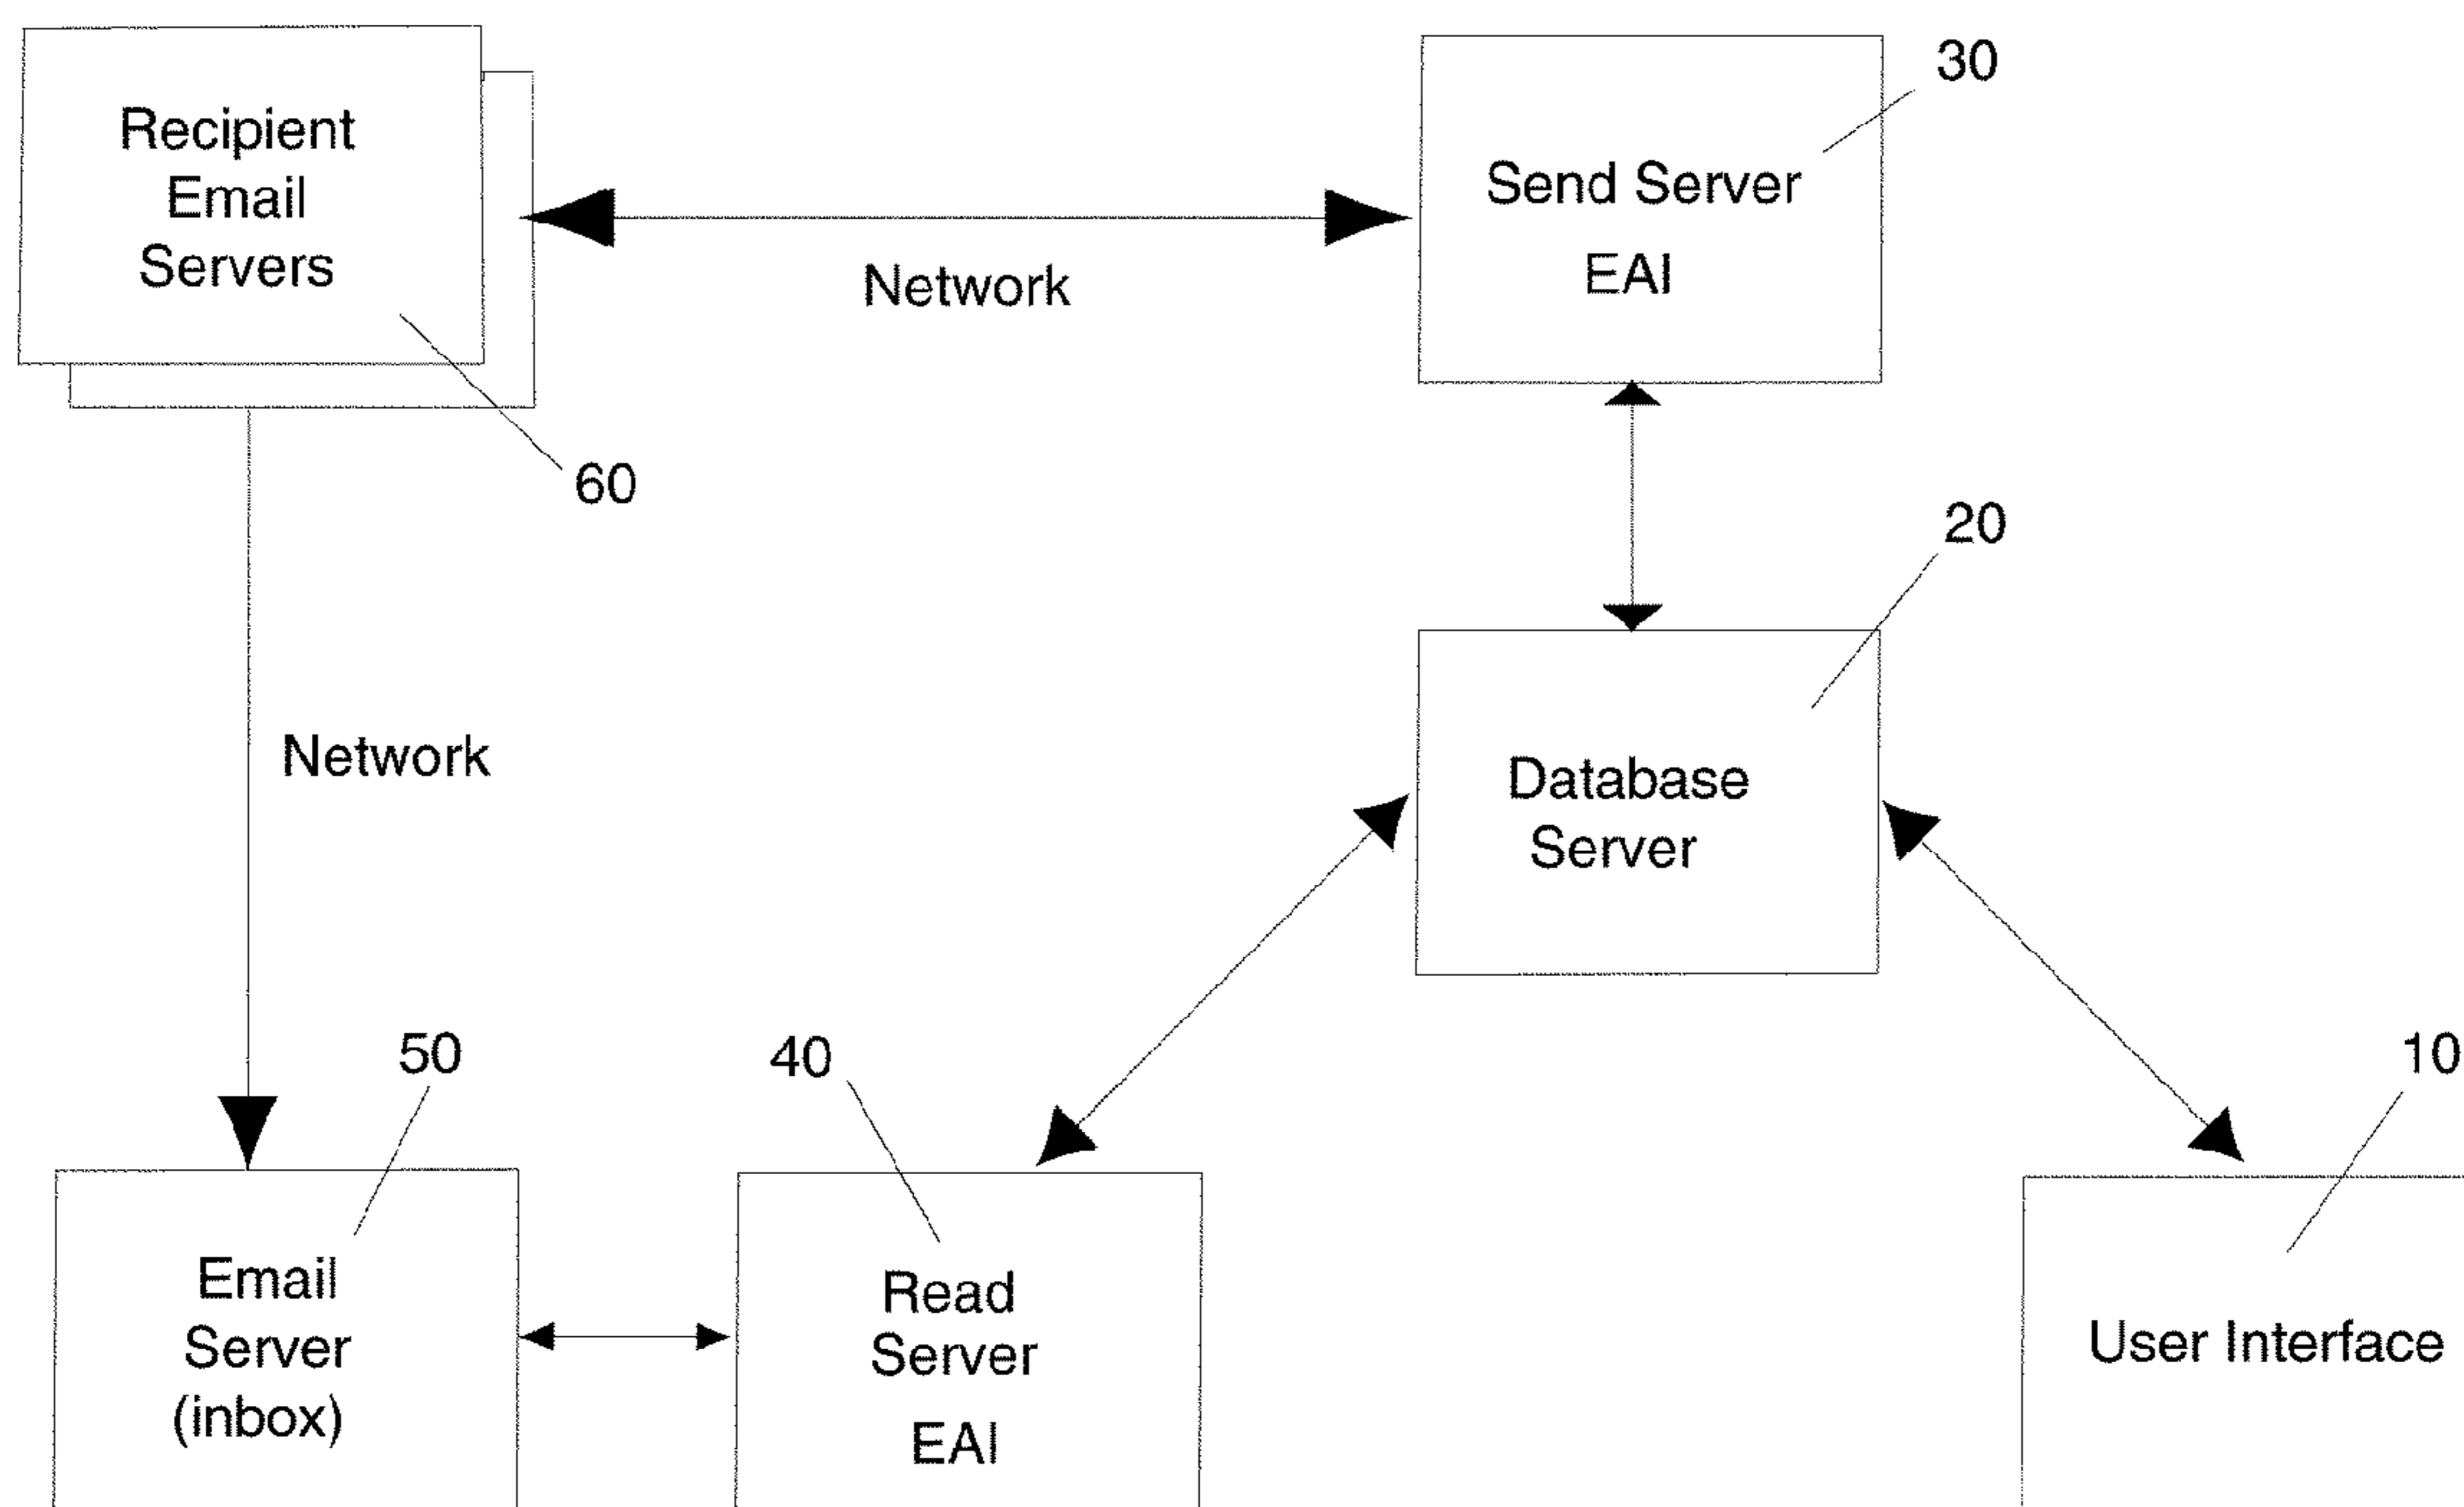 Recipient
Email
Servers
60
Network
Send Server
EAI
30
20
Database
Server
Network
50
Email
Server
(inbox)
40
Read
Server
EAI
10
User Interface